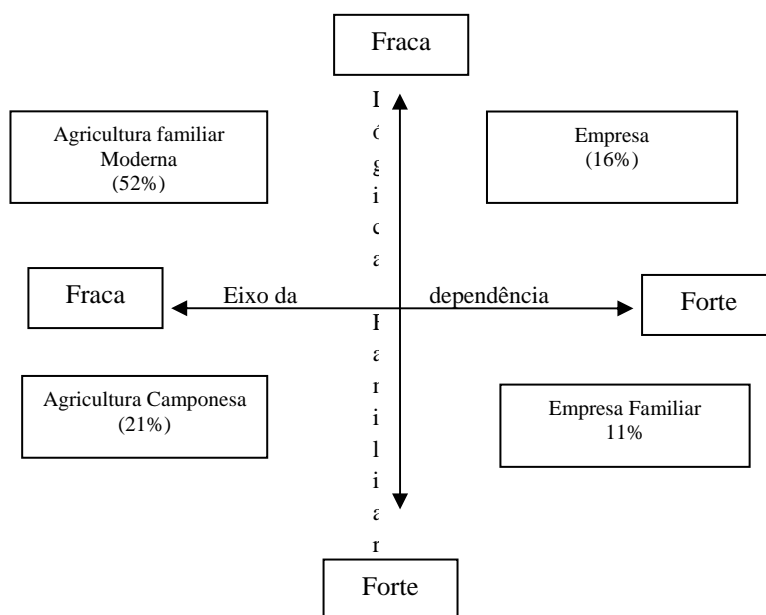 Fraca
Agricultura familiar
Moderna
(52%)
Empresa
(16%)
Lógica
Fraca
Eixo da dependência
Forte
Familiar
Agricultura Camponesa
(21%)
Empresa Familiar
11%
Forte